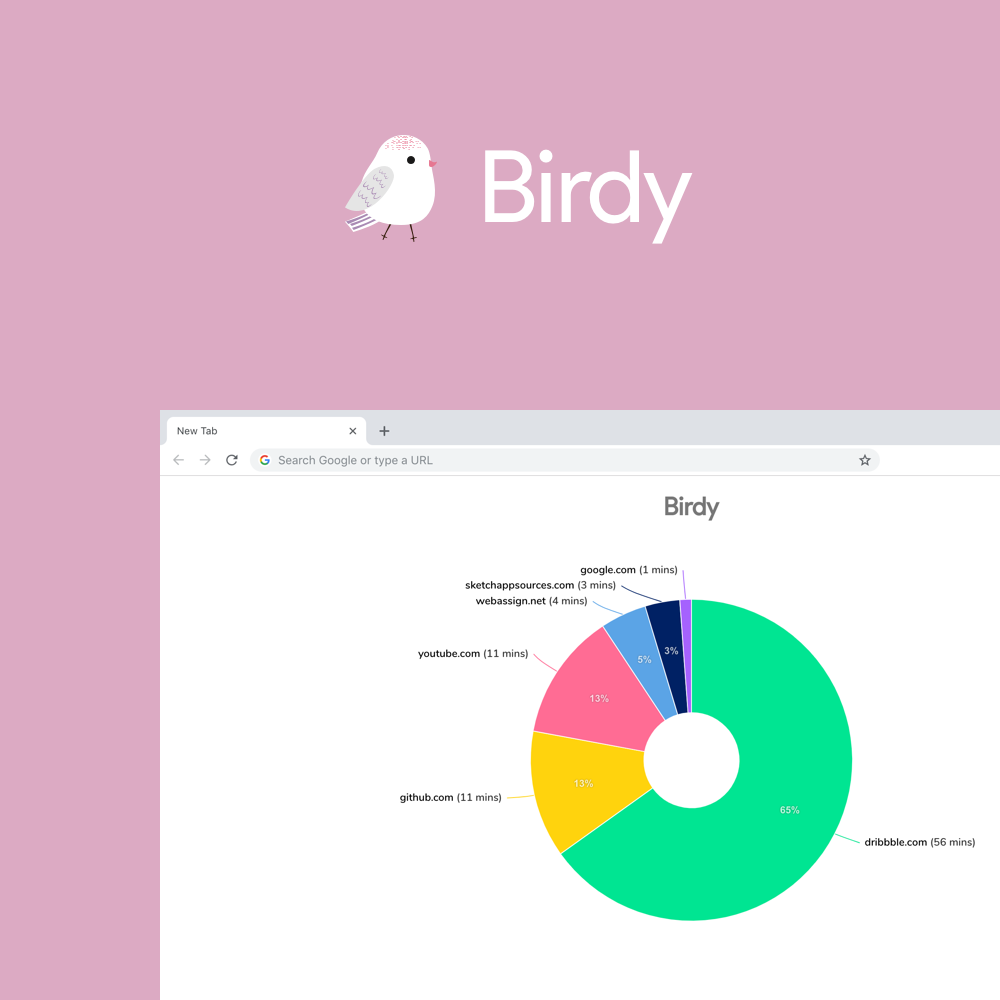 Birdy
New Tab
Search Google or type a URL
Birdy
google.com (1 mins)
sketchappsources.com (3 mins)
webassign.net (4 mins)
youtube.com (11 mins)
5%
3%
13%
13%
github.com (11 mins)
65%
dribbble.com (56 mins)